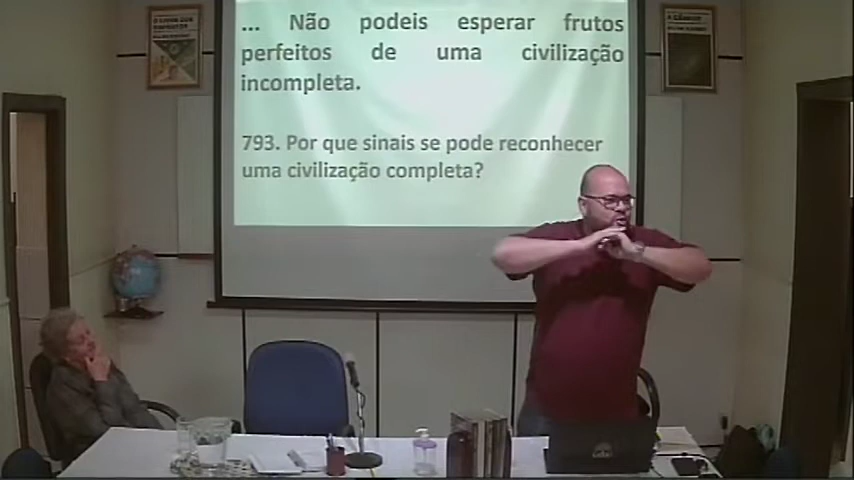 ... Não podeis esperar frutos
perfeitos de uma civilização
incompleta.
793. Por que sinais se pode reconhecer
uma civilização completa?